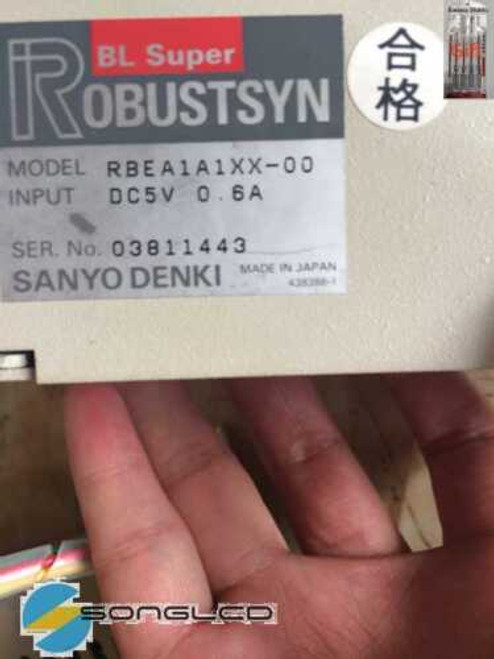 BL Super
ROBUSTSYN
合格
MODEL RBEA1A1XX-00
INPUT DC5V 0.6A
SER. No. 03811443
SANYO DENKI MADE IN JAPAN
SONGLCD